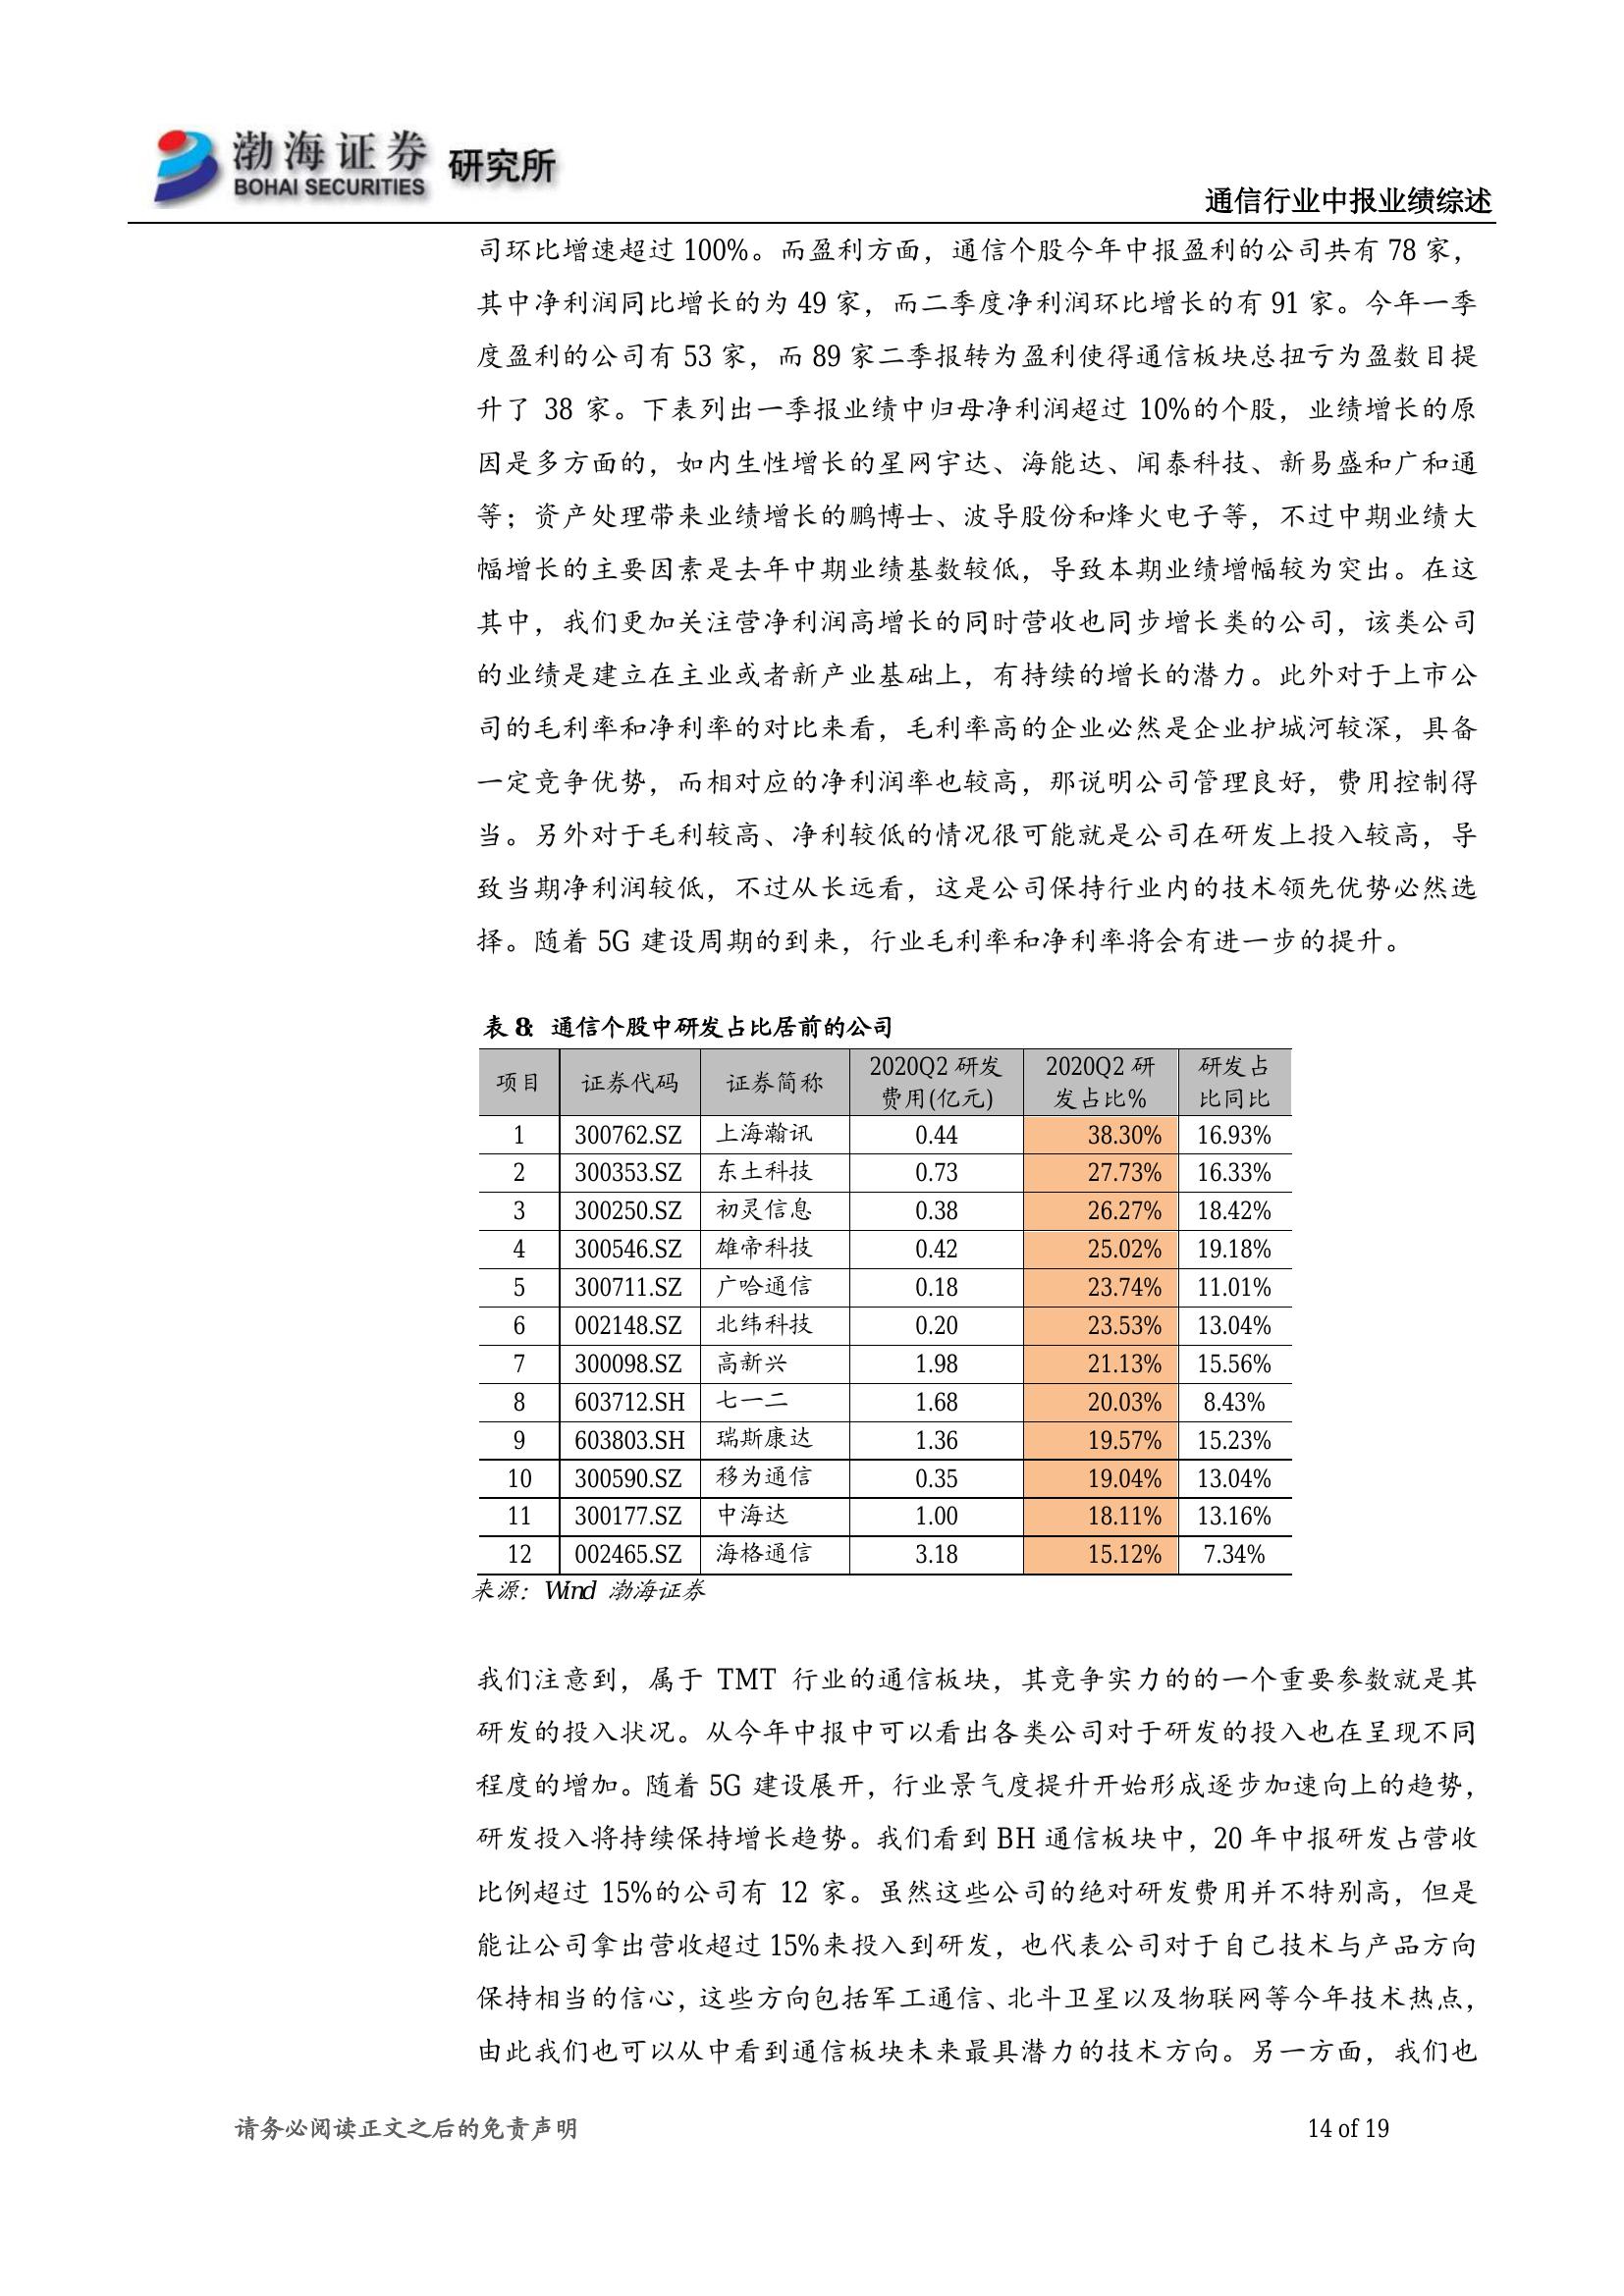 渤海证券 研究所
BOHAI SECURITIES
通信行业中报业绩综述
司环比增速超过 100%。而盈利方面，通信个股今年中报盈利的公司共有 78 家，
其中净利润同比增长的为 49 家，而二季度净利润环比增长的有 91 家。今年一季
度盈利的公司有 53 家，而 89 家二季报转为盈利使得通信板块总扭亏为盈数目提
升了 38 家。下表列出一季报业绩中归母净利润超过 10%的个股，业绩增长的原
因是多方面的，如内生性增长的星网宇达、海能达、闻泰科技、新易盛和广和通
等；资产处理带来业绩增长的鹏博士、波导股份和烽火电子等，不过中期业绩大
幅增长的主要因素是去年中期业绩基数较低，导致本期业绩增幅较为突出。在这
其中，我们更加关注营净利润高增长的同时营收也同步增长类的公司，该类公司
的业绩是建立在主业或者新产业基础上，有持续的增长的潜力。此外对于上市公
司的毛利率和净利率的对比来看，毛利率高的企业必然是企业护城河较深，具备
一定竞争优势，而相对应的净利润率也较高，那说明公司管理良好，费用控制得
当。另外对于毛利较高、净利较低的情况很可能就是公司在研发上投入较高，导
致当期净利润较低，不过从长远看，这是公司保持行业内的技术领先优势必然选
择。随着 5G 建设周期的到来，行业毛利率和净利率将会有进一步的提升。
表 8: 通信个股中研发占比居前的公司
项目 证券代码 证券简称 2020Q2 研发费用(亿元) 2020Q2 研发占比% 研发占比同比
1 300762.SZ 上海瀚讯 0.44 38.30% 16.93%
2 300353.SZ 东土科技 0.73 27.73% 16.33%
3 300250.SZ 初灵信息 0.38 26.27% 18.42%
4 300546.SZ 雄帝科技 0.42 25.02% 19.18%
5 300711.SZ 广哈通信 0.18 23.74% 11.01%
6 002148.SZ 北纬科技 0.20 23.53% 13.04%
7 300098.SZ 高新兴 1.98 21.13% 15.56%
8 603712.SH 七一二 1.68 20.03% 8.43%
9 603803.SH 瑞斯康达 1.36 19.57% 15.23%
10 300590.SZ 移为通信 0.35 19.04% 13.04%
11 300177.SZ 中海达 1.00 18.11% 13.16%
12 002465.SZ 海格通信 3.18 15.12% 7.34%
来源：Wind 渤海证券
我们注意到，属于 TMT 行业的通信板块，其竞争实力的的一个重要参数就是其
研发的投入状况。从今年中报中可以看出各类公司对于研发的投入也在呈现不同
程度的增加。随着 5G 建设展开，行业景气度提升开始形成逐步加速向上的趋势，
研发投入将持续保持增长趋势。我们看到 BH 通信板块中，20 年中报研发占营收
比例超过 15%的公司有 12 家。虽然这些公司的绝对研发费用并不特别高，但是
能让公司拿出营收超过 15%来投入到研发，也代表公司对于自己技术与产品方向
保持相当的信心，这些方向包括军工通信、北斗卫星以及物联网等今年技术热点，
由此我们也可以从中看到通信板块未来最具潜力的技术方向。另一方面，我们也
请务必阅读正文之后的免责声明 14 of 19